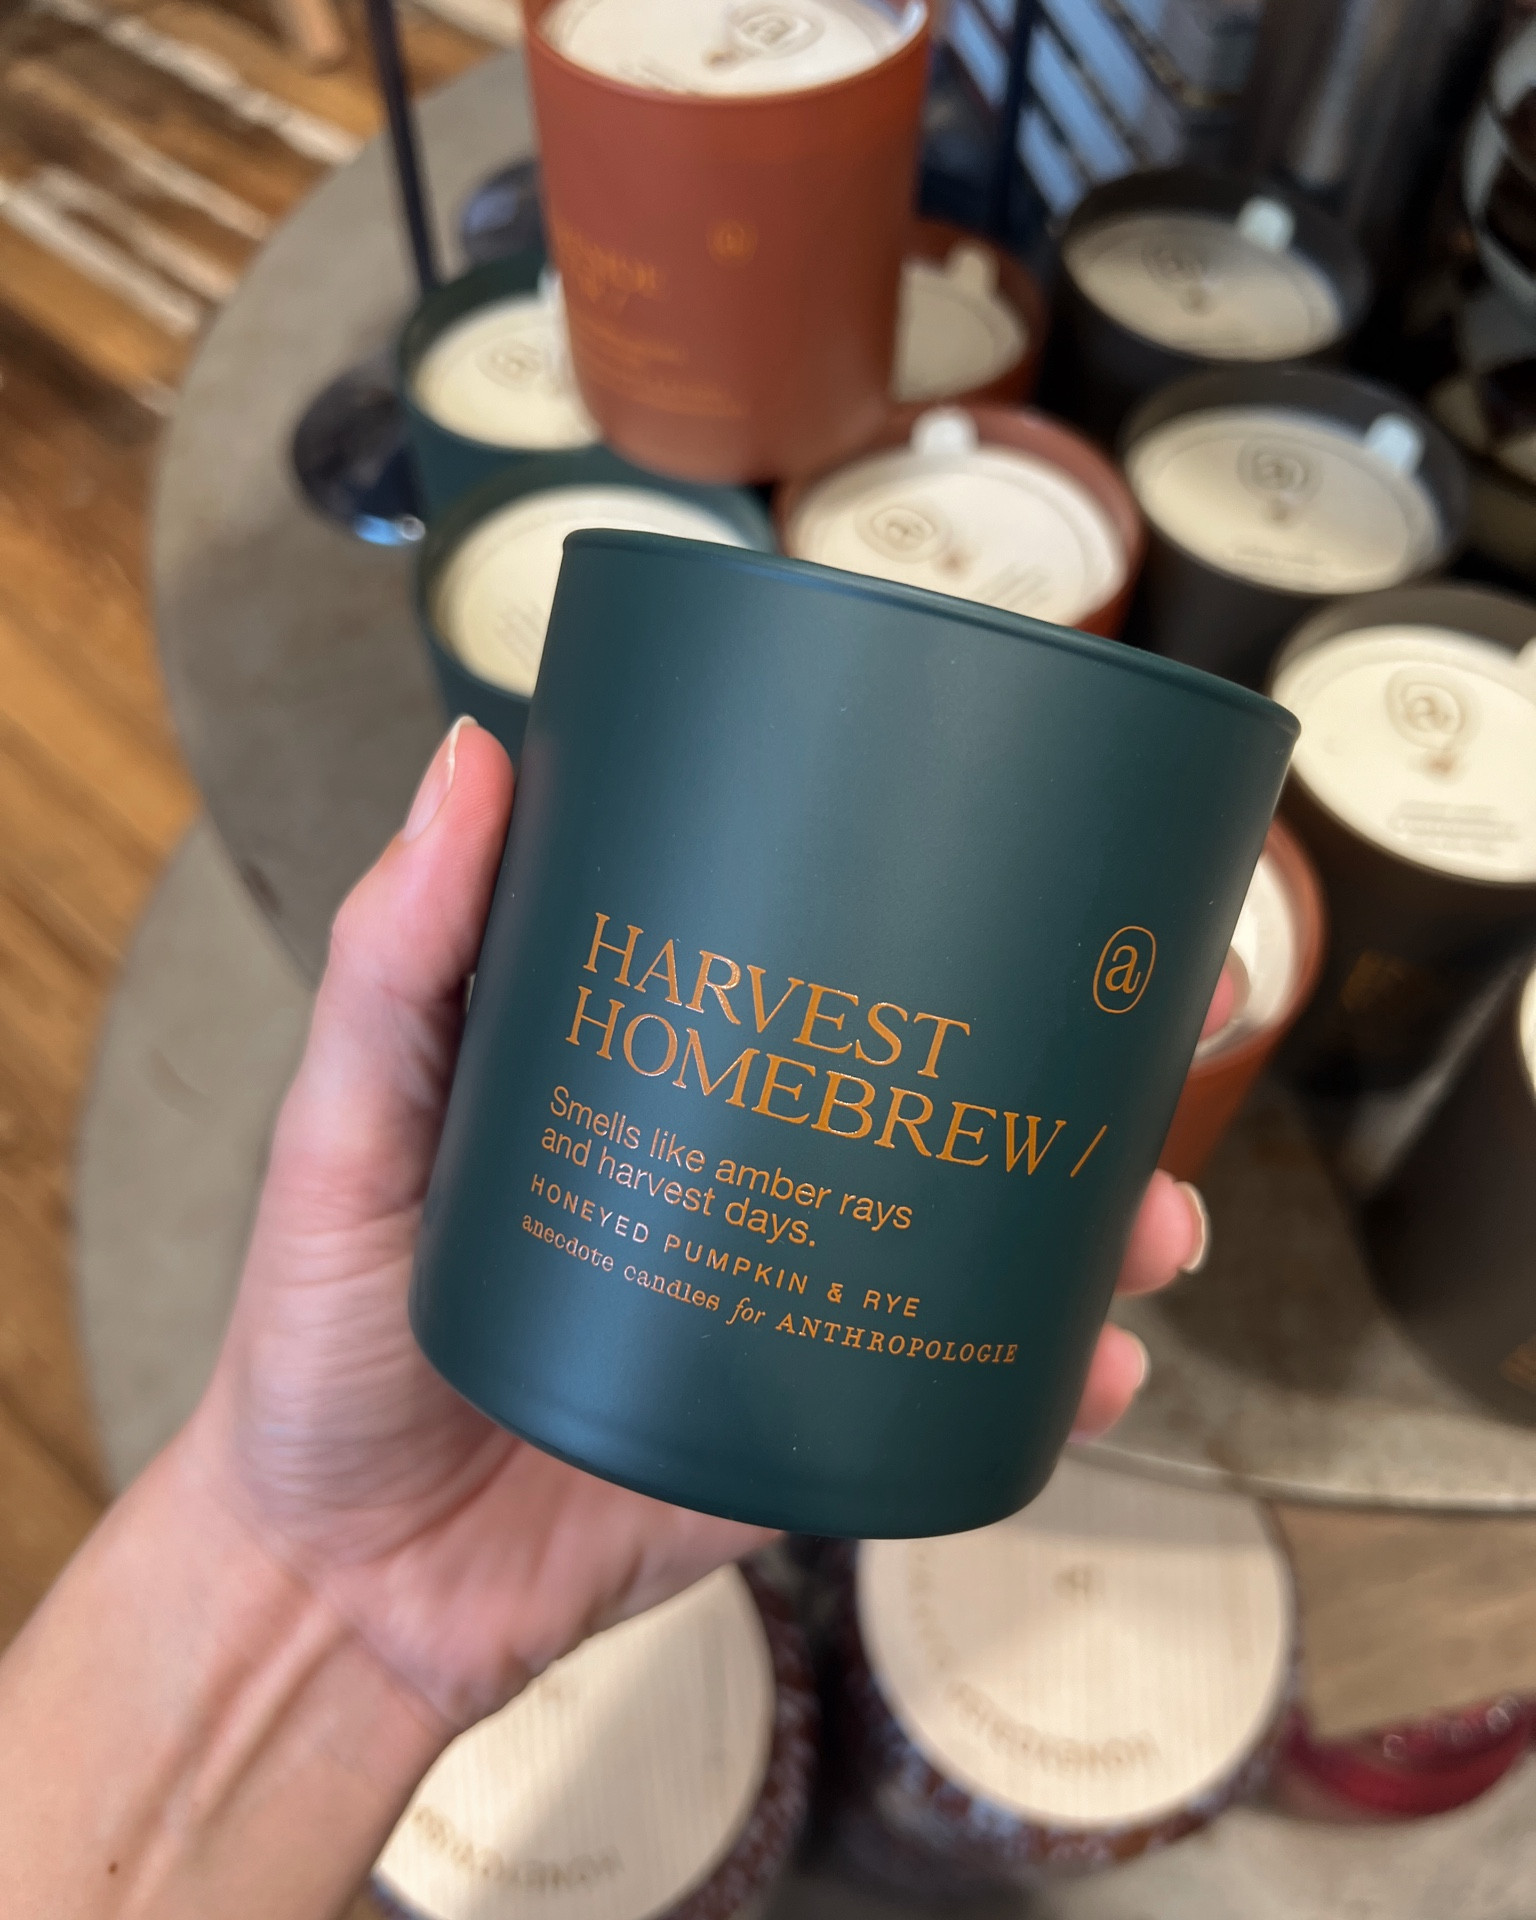 HARVEST
HOMEBREW /
a
Smells like amber rays
and harvest days.
HONEYED PUMPKIN & RYE
anecdote candles for ANTHROPOLOGIE